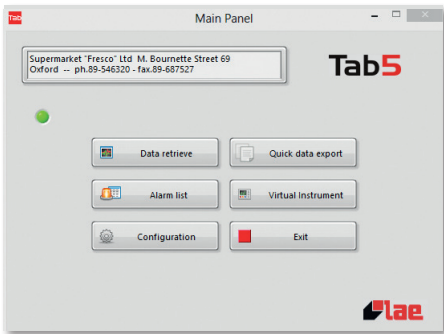 Tab
Main Panel
Supermarket "Fresco" Ltd M. Bournette Street 69
Oxford -- ph.89-546320 - fax.89-687527
Tab5
Data retrieve
Quick data export
Alarm list
Virtual Instrument
Configuration
Exit
lae